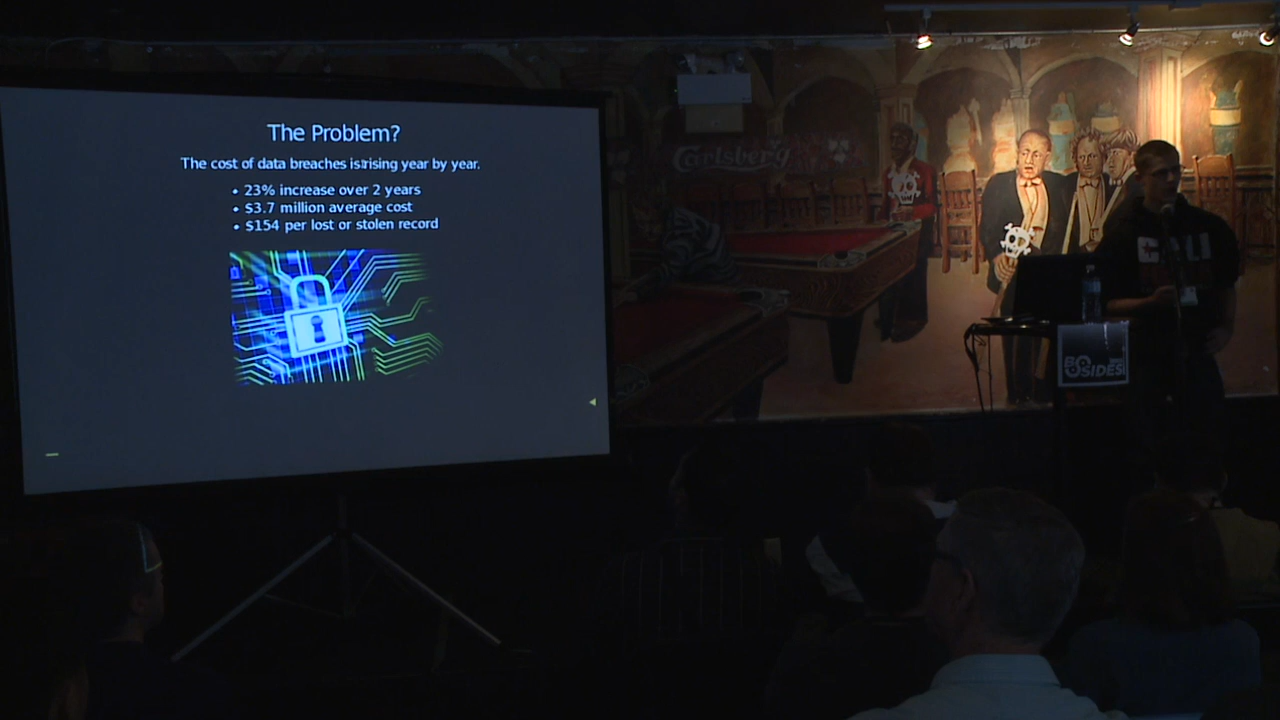 The Problem?
The cost of data breaches is rising year by year.
• 23% increase over 2 years
• $3.7 million average cost
• $154 per lost or stolen record
Carlsberg
B SIDES